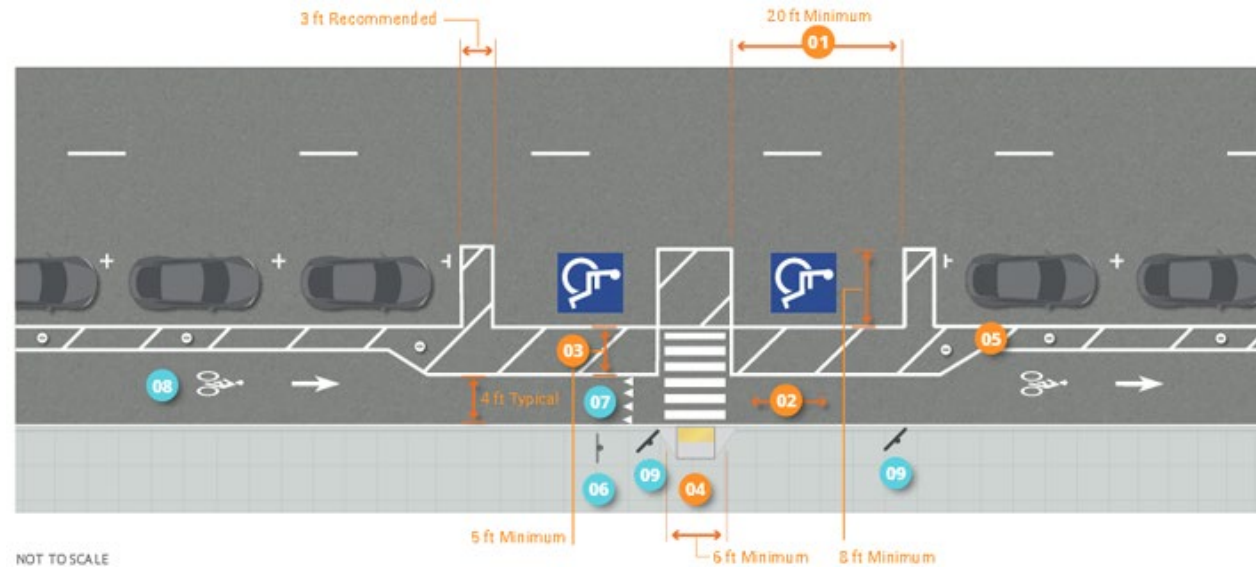 3 ft Recommended
20 ft Minimum
01
05
03
08
4 ft Typical
07
02
06
09
04
09
5 ft Minimum
6 ft Minimum
8 ft Minimum
NOT TO SCALE